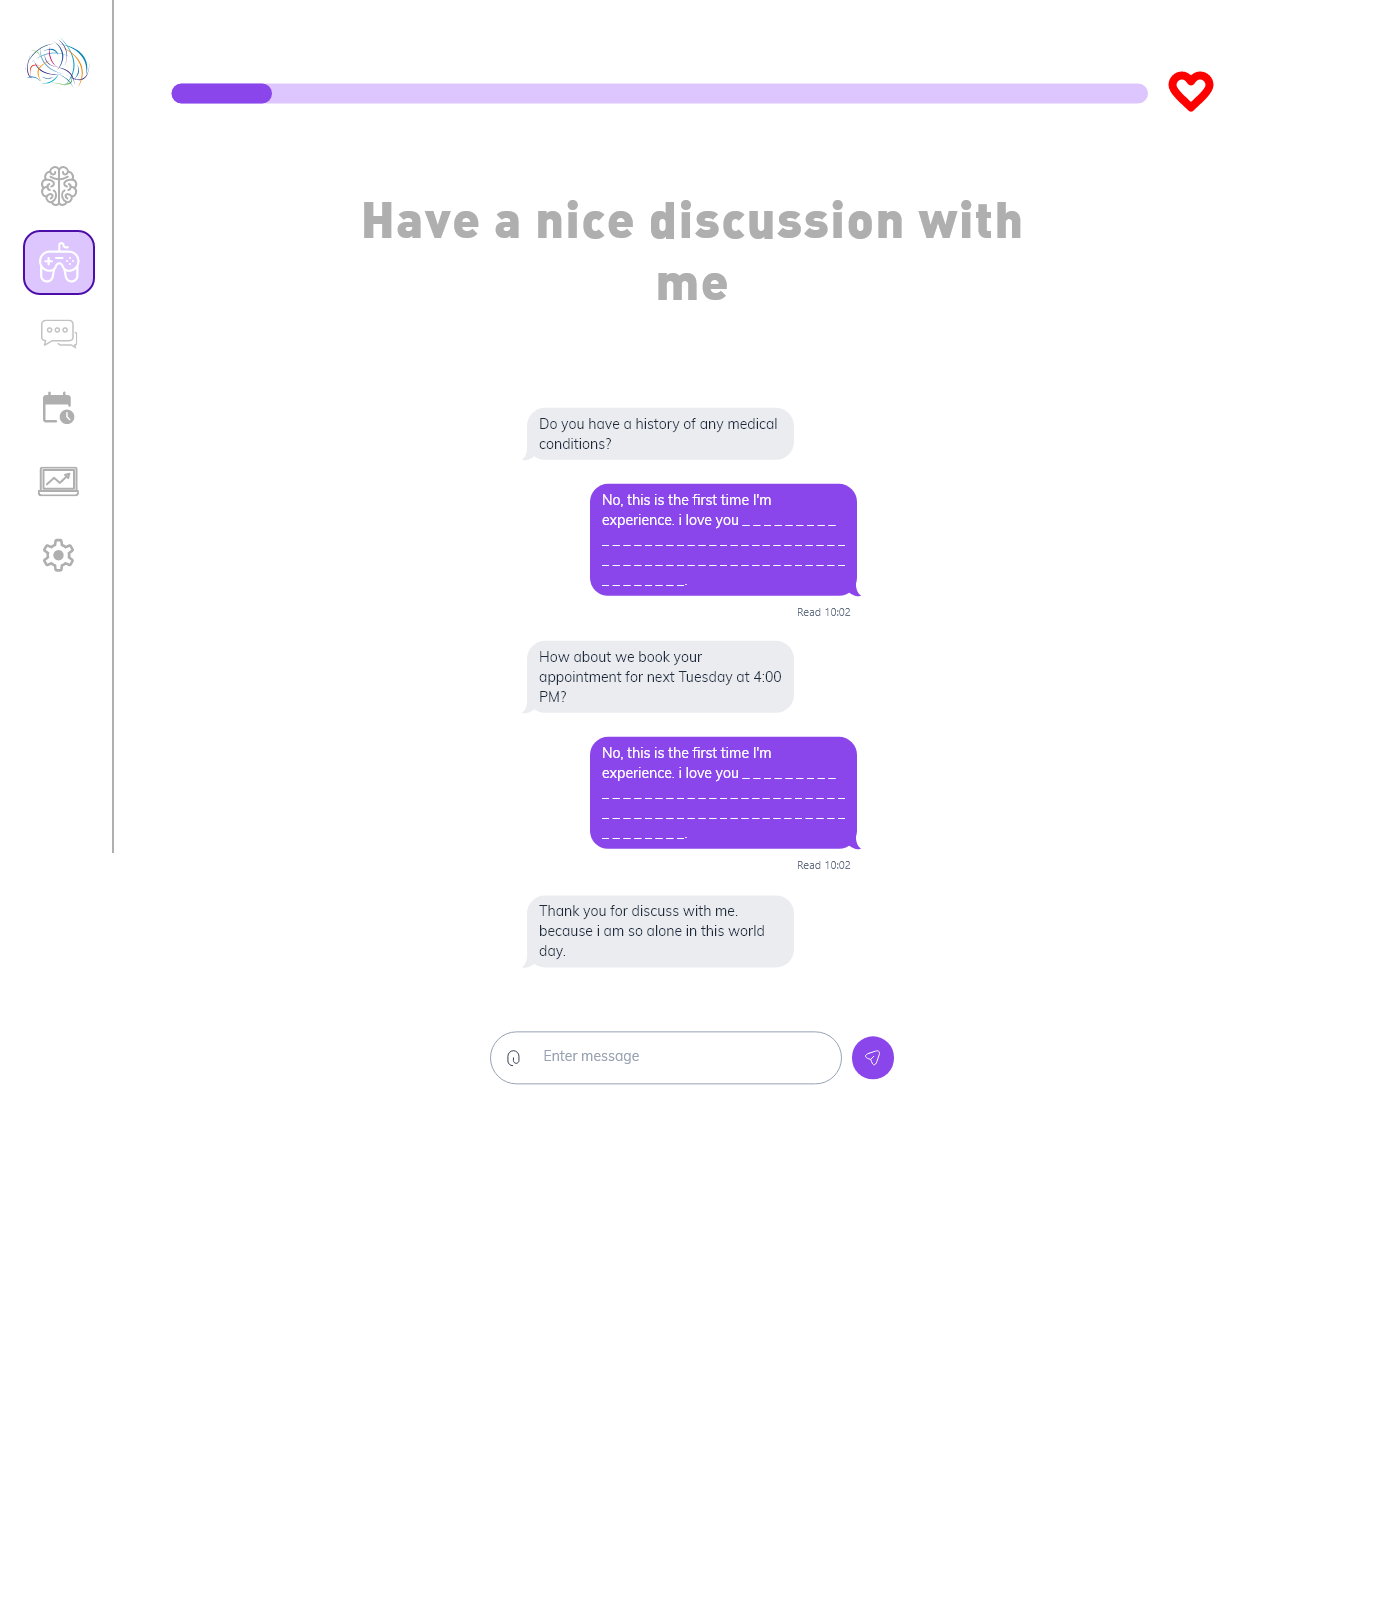 Have a nice discussion with
me
Do you have a history of any medical
conditions?
No, this is the first time I'm
experience. i love you _ _ _ _ _ _ _ _ _
_ _ _ _ _ _ _ _ _ _ _ _ _ _ _ _ _ _ _ _ _ _ _
_ _ _ _ _ _ _ _ _ _ _ _ _ _ _ _ _ _ _ _ _ _ _
_ _ _ _ _ _ _ _.
Read 10:02
How about we book your
appointment for next Tuesday at 4:00
PM?
No, this is the first time I'm
experience. i love you _ _ _ _ _ _ _ _ _
_ _ _ _ _ _ _ _ _ _ _ _ _ _ _ _ _ _ _ _ _ _ _
_ _ _ _ _ _ _ _ _ _ _ _ _ _ _ _ _ _ _ _ _ _ _
_ _ _ _ _ _ _ _.
Read 10:02
Thank you for discuss with me.
because i am so alone in this world
day.
Enter message